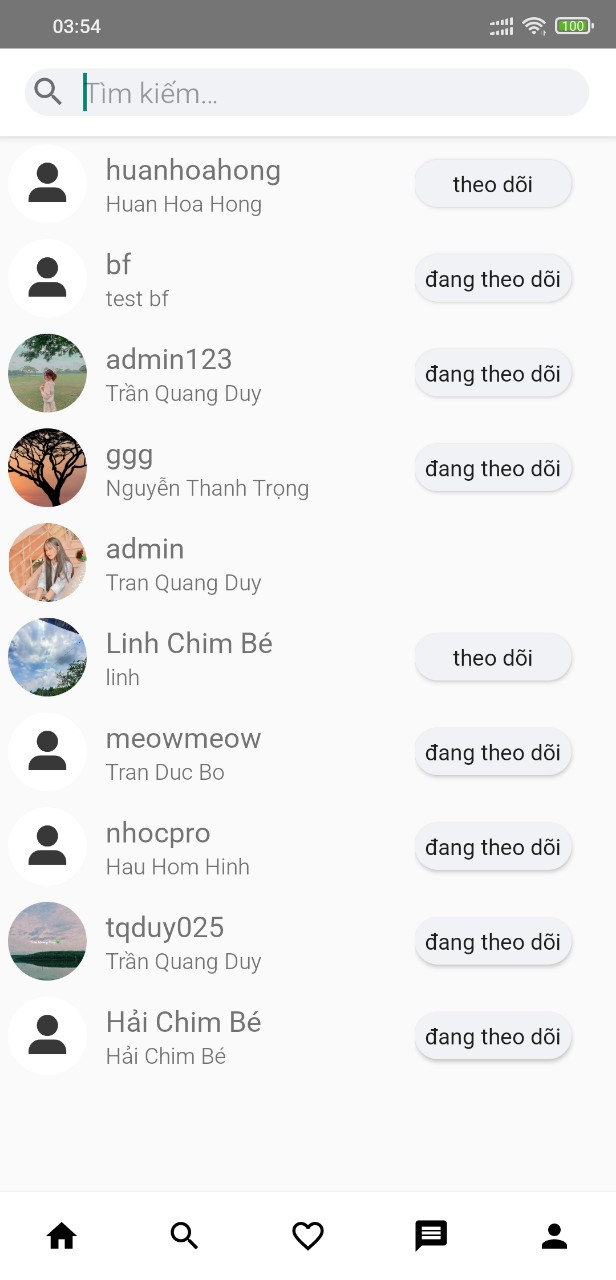 03:54
100
Tìm kiếm...
huanhoahong
theo dõi
Huan Hoa Hong
bf
đang theo dõi
test bf
admin123
đang theo dõi
Trần Quang Duy
ggg
đang theo dõi
Nguyễn Thanh Trọng
admin
Tran Quang Duy
Linh Chim Bé
theo dõi
linh
meowmeow
đang theo dõi
Tran Duc Bo
nhocpro
đang theo dõi
Hau Hom Hinh
tqduy025
đang theo dõi
Trần Quang Duy
Hải Chim Bé
đang theo dõi
Hải Chim Bé